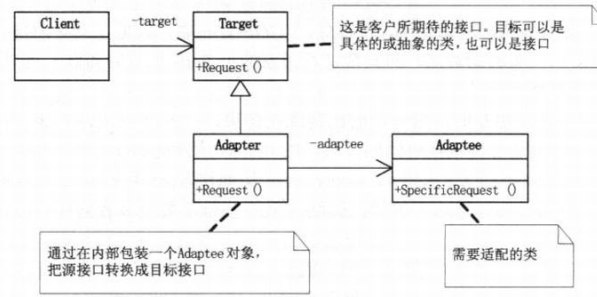 Client
-target
Target
+Request()
这是客户所期待的接口。目标可以是
具体的或抽象的类，也可以是接口
Adapter
+Request()
-adaptee
Adaptee
+SpecificRequest ()
通过在内部包装一个Adaptee对象，
把源接口转换成目标接口
需要适配的类